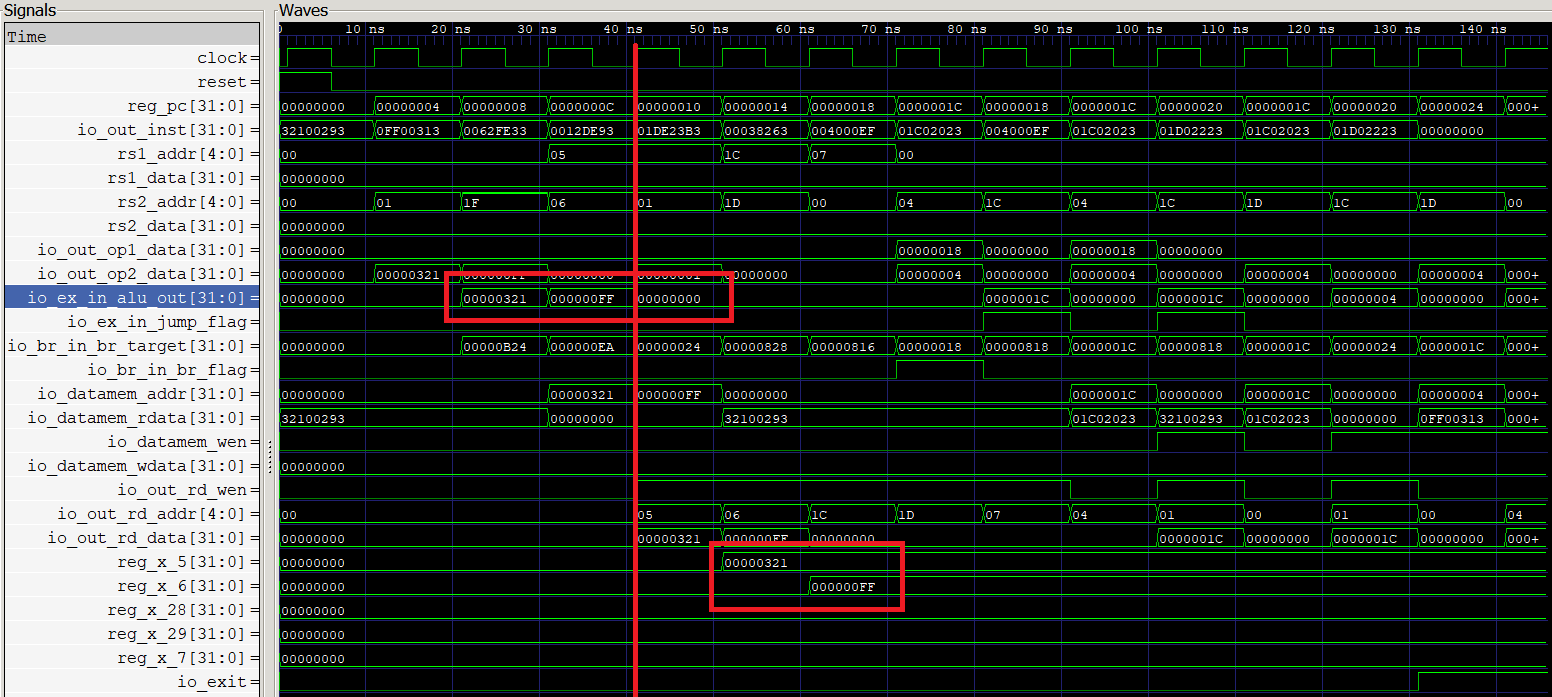 Signals Waves
Time 0 10 ns 20 ns 30 ns 40 ns 50 ns 60 ns 70 ns 80 ns 90 ns 100 ns 110 ns 120 ns 130 ns 140 ns
clock=
reset=
reg_pc[31:0] = 00000000 00000004 00000008 0000000C 00000010 00000014 00000018 0000001C 00000018 0000001C 00000020 0000001C 00000020 00000024 000+
io_out_inst[31:0] = 32100293 0FF00313 0062FE33 0012DE93 01DE23B3 00038263 004000EF 01C02023 004000EF 01C02023 01D02223 01C02023 01D02223 00000000
rs1_addr[4:0] = 00 05 1C 07 00
rs1_data[31:0] = 00000000
rs2_addr[4:0] = 00 01 1F 06 01 1D 00 04 1C 04 1C 1D 1C 1D 00
rs2_data[31:0] = 00000000
io_out_op1_data[31:0] = 00000000 00000018 00000000 00000018 00000000
io_out_op2_data[31:0] = 00000000 00000321 000000FF 00000000 00000001 00000000 00000004 00000000 00000004 00000000 00000004 00000000 00000004 000+
io_ex_in_alu_out[31:0] = 00000000 00000321 000000FF 00000000 0000001C 00000000 0000001C 00000000 00000004 00000000 000+
io_ex_in_jump_flag=
io_br_in_br_target[31:0] = 00000000 00000B24 000000EA 00000024 00000828 00000816 00000018 00000818 0000001C 00000818 0000001C 00000024 0000001C 000+
io_br_in_br_flag=
io_datamem_addr[31:0] = 00000000 00000321 000000FF 00000000 0000001C 00000000 0000001C 00000000 00000004 000+
io_datamem_rdata[31:0] = 32100293 00000000 32100293 01C02023 32100293 01C02023 00000000 0FF00313 000+
io_datamem_wen=
io_datamem_wdata[31:0] = 00000000
io_out_rd_wen=
io_out_rd_addr[4:0] = 00 05 06 1C 1D 07 04 01 00 01 00 04
io_out_rd_data[31:0] = 00000000 00000321 000000FF 00000000 0000001C 00000000 0000001C 00000000 000+
reg_x_5[31:0] = 00000000 00000321
reg_x_6[31:0] = 00000000 000000FF
reg_x_28[31:0] = 00000000
reg_x_29[31:0] = 00000000
reg_x_7[31:0] = 00000000
io_exit=